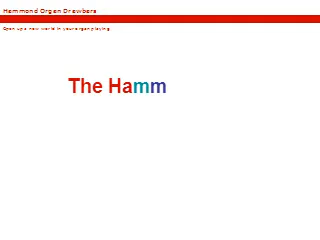 Hammond Organ Drawbars
Open up a new world in your organ playing
The Hamm